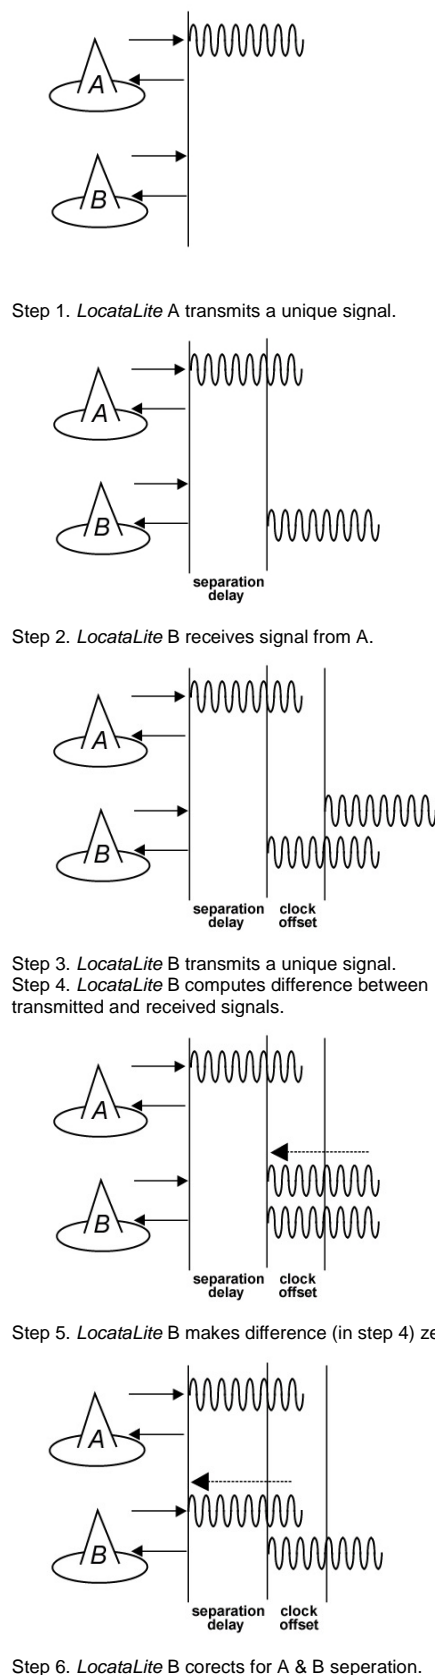 A
B
Step 1. LocataLite A transmits a unique signal.
A
B
separation
delay
Step 2. LocataLite B receives signal from A.
A
B
separation clock
delay offset
Step 3. LocataLite B transmits a unique signal.
Step 4. LocataLite B computes difference between
transmitted and received signals.
A
B
separation clock
delay offset
Step 5. LocataLite B makes difference (in step 4) ze
A
B
separation clock
delay offset
Step 6. LocataLite B corects for A & B seperation.